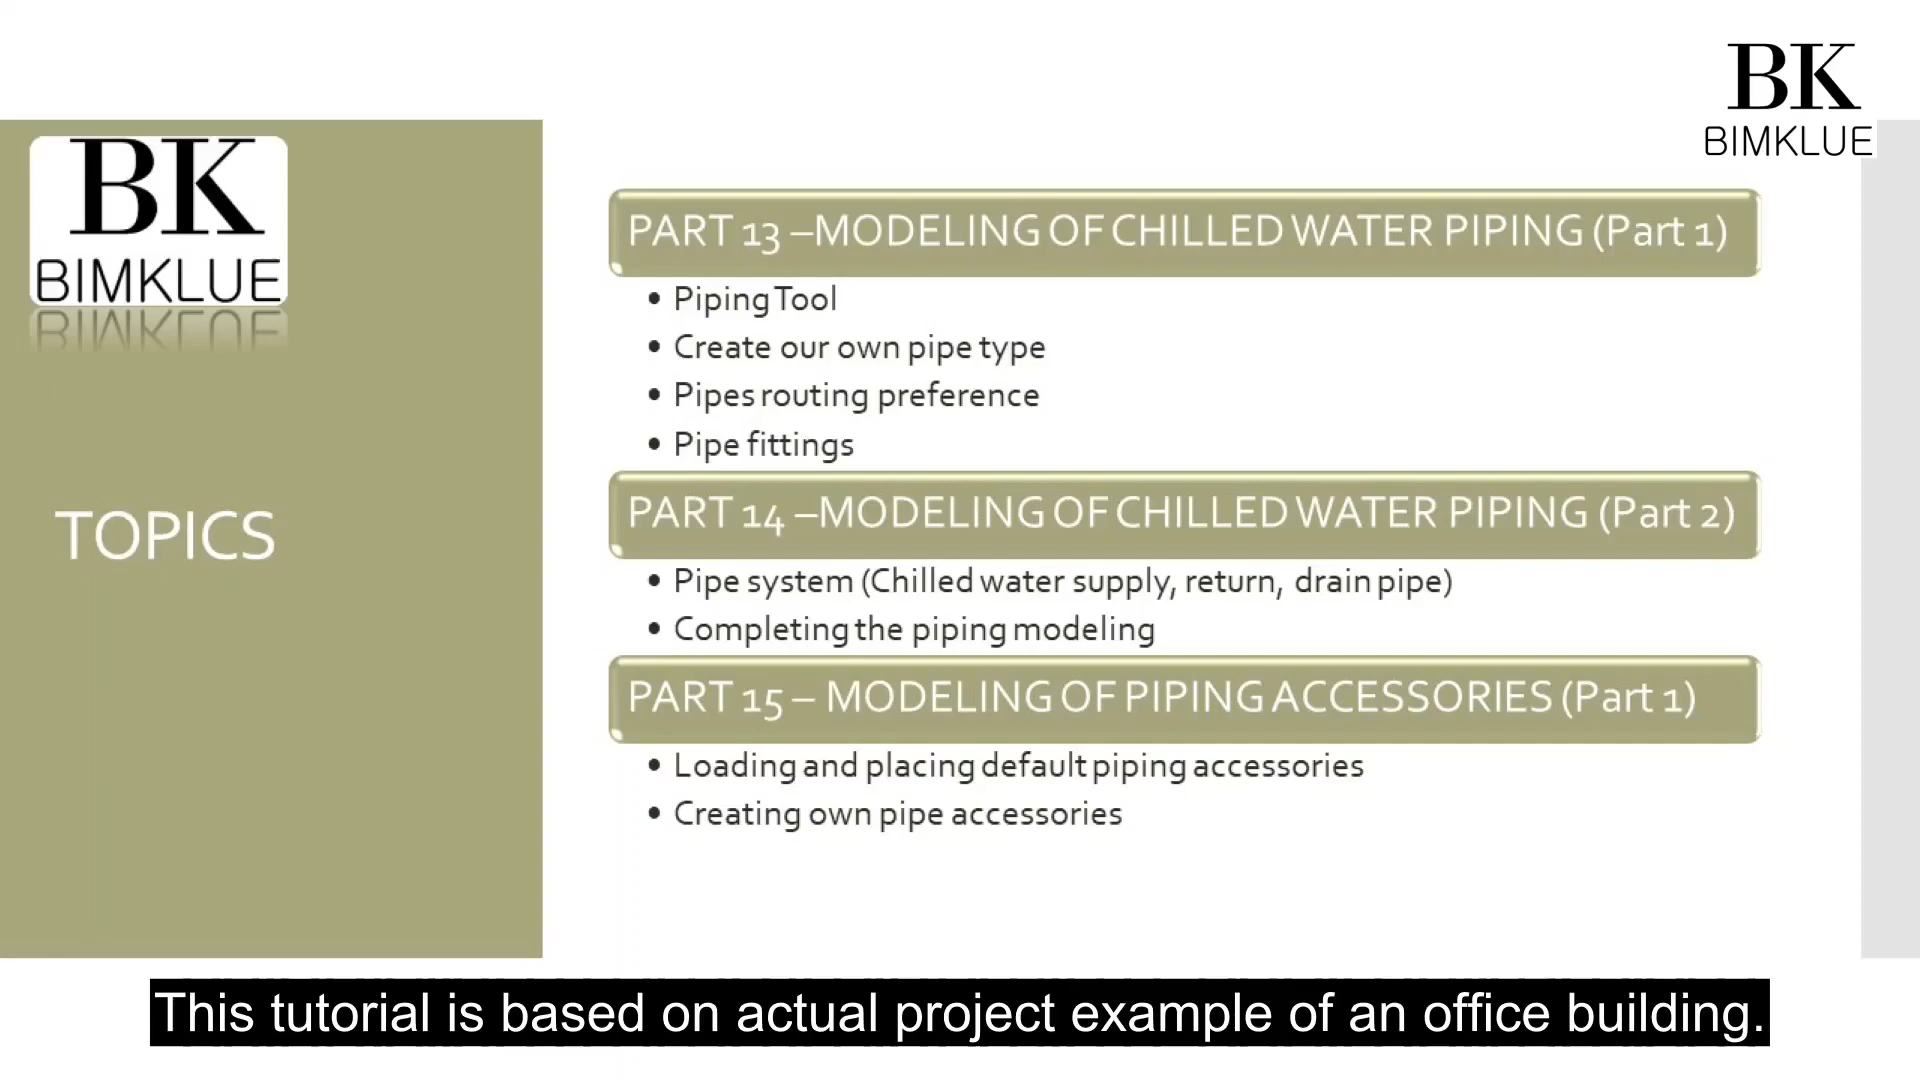 BK
BIMKLUE
BK
BIMKLUE
TOPICS
PART 13 –MODELING OF CHILLED WATER PIPING (Part 1)
• Piping Tool
• Create our own pipe type
• Pipes routing preference
• Pipe fittings
PART 14 –MODELING OF CHILLED WATER PIPING (Part 2)
• Pipe system (Chilled water supply, return, drain pipe)
• Completing the piping modeling
PART 15 – MODELING OF PIPING ACCESSORIES (Part 1)
• Loading and placing default piping accessories
• Creating own pipe accessories
This tutorial is based on actual project example of an office building.